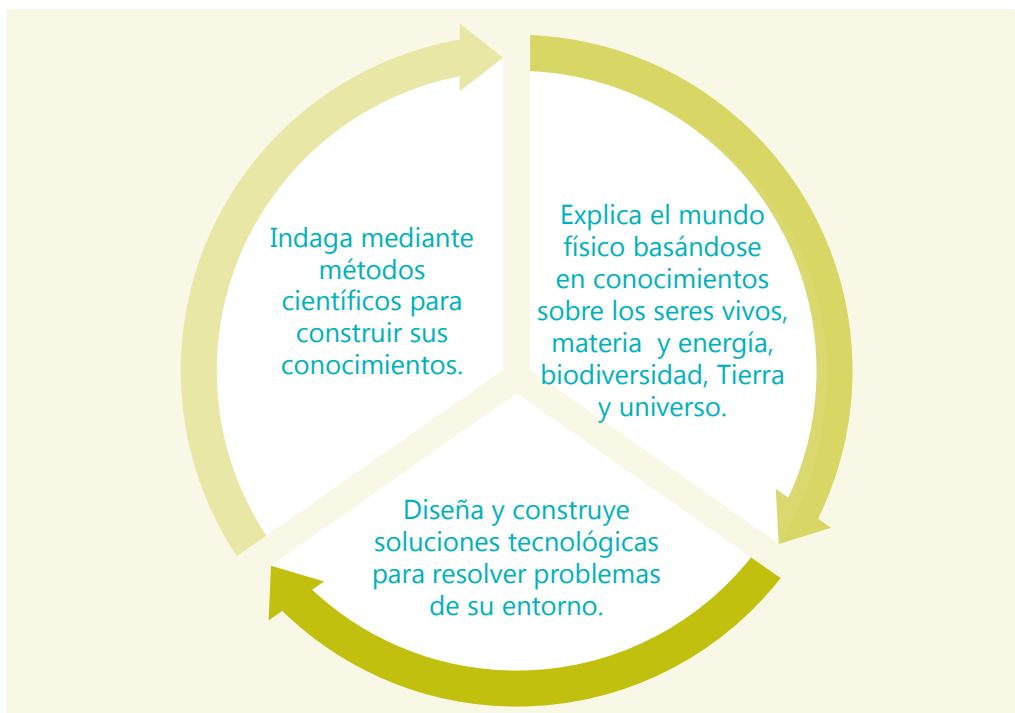 Indaga mediante
métodos
científicos para
construir sus
conocimientos.
Explica el mundo
físico basándose
en conocimientos
sobre los seres vivos,
materia y energía,
biodiversidad, Tierra
y universo.
Diseña y construye
soluciones tecnológicas
para resolver problemas
de su entorno.